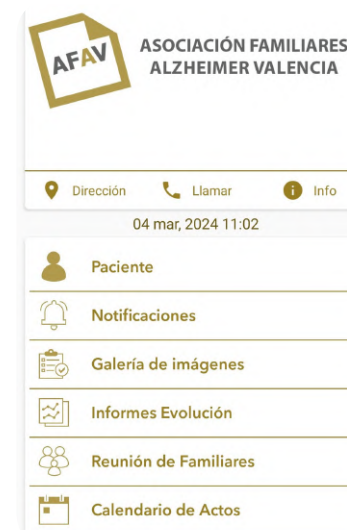 AFAV
ASOCIACIÓN FAMILIARES
ALZHEIMER VALENCIA
Dirección
Llamar
Info
04 mar, 2024 11:02
Paciente
Notificaciones
Galería de imágenes
Informes Evolución
Reunión de Familiares
Calendario de Actos